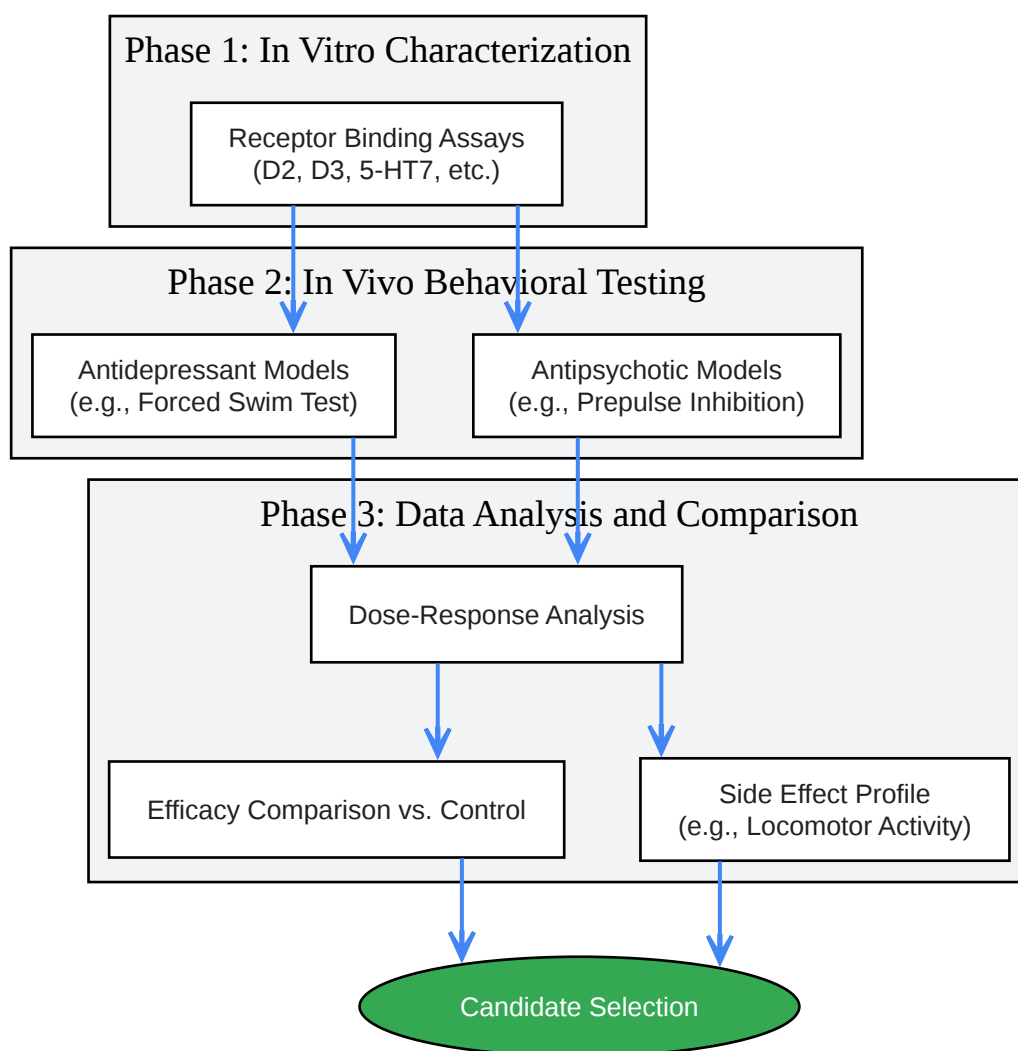 Phase 1: In Vitro Characterization
Receptor Binding Assays
(D2, D3, 5-HT7, etc.)
Phase 2: In Vivo Behavioral Testing
Antidepressant Models
(e.g., Forced Swim Test)
Antipsychotic Models
(e.g., Prepulse Inhibition)
Phase 3: Data Analysis and Comparison
Dose-Response Analysis
Efficacy Comparison vs. Control
Side Effect Profile
(e.g., Locomotor Activity)
Candidate Selection